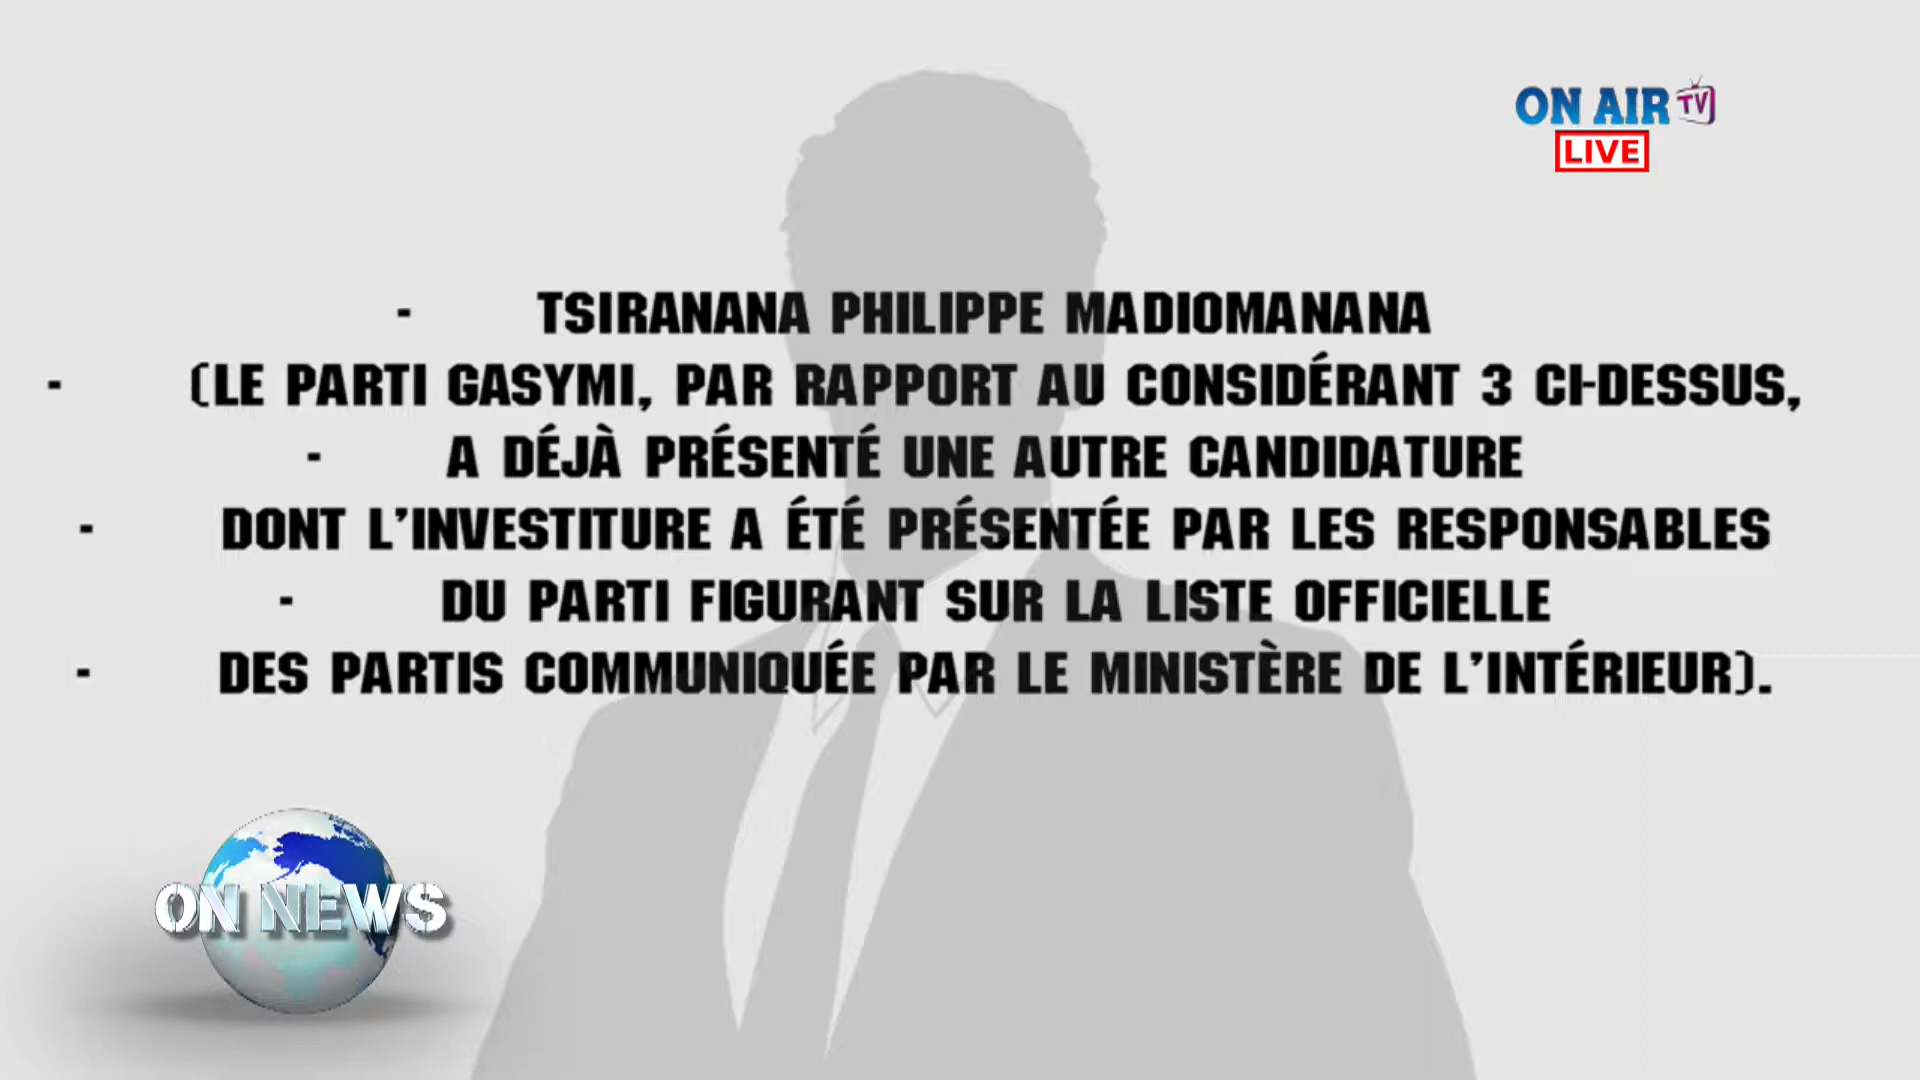 ON AIR TV
LIVE
- TSIRANANA PHILIPPE MADIOMANANA
- (LE PARTI GASYMI, PAR RAPPORT AU CONSIDÉRANT 3 CI-DESSUS,
- A DÉJÀ PRÉSENTÉ UNE AUTRE CANDIDATURE
- DONT L'INVESTITURE A ÉTÉ PRÉSENTÉE PAR LES RESPONSABLES
- DU PARTI FIGURANT SUR LA LISTE OFFICIELLE
- DES PARTIS COMMUNIQUÉE PAR LE MINISTÈRE DE L'INTÉRIEUR).
ON NEWS